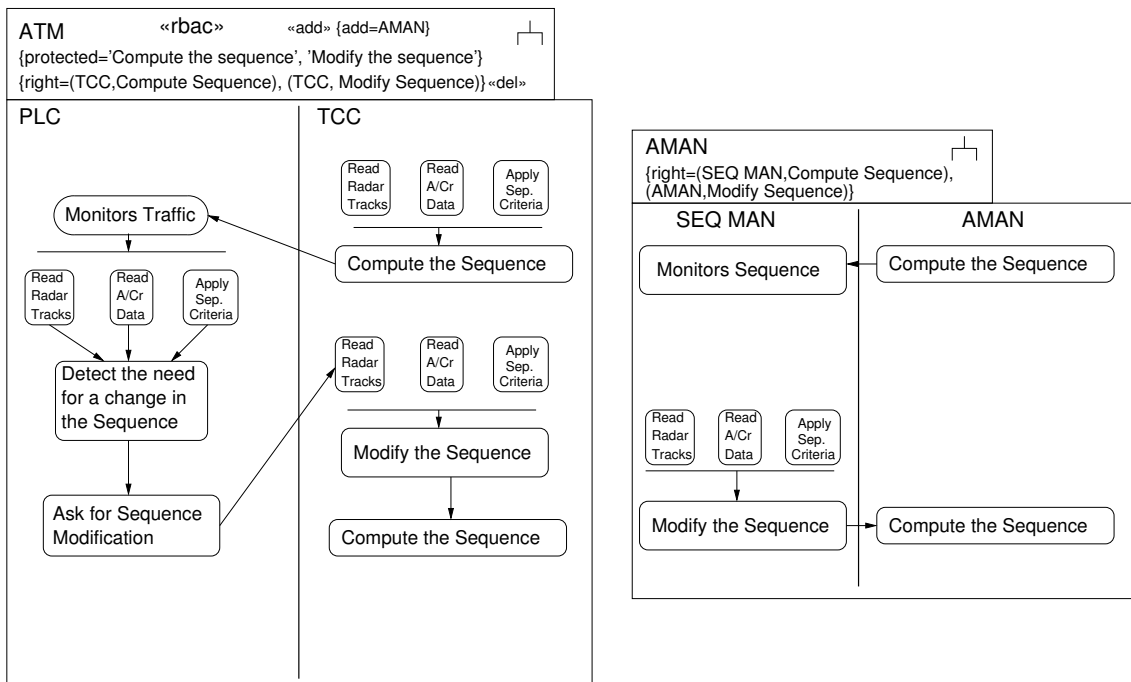 ATM «rbac» «add» {add=AMAN}
{protected='Compute the sequence', 'Modify the sequence'}
{right=(TCC,Compute Sequence), (TCC, Modify Sequence)} «del»
PLC
Monitors Traffic
Read
Radar
Tracks
Read
A/Cr
Data
Apply
Sep.
Criteria
Detect the need
for a change in
the Sequence
Ask for Sequence
Modification
TCC
Read
Radar
Tracks
Read
A/Cr
Data
Apply
Sep.
Criteria
Compute the Sequence
Read
Radar
Tracks
Read
A/Cr
Data
Apply
Sep.
Criteria
Modify the Sequence
Compute the Sequence
AMAN
{right=(SEQ MAN,Compute Sequence),
(AMAN,Modify Sequence)}
SEQ MAN
Monitors Sequence
Read
Radar
Tracks
Read
A/Cr
Data
Apply
Sep.
Criteria
Modify the Sequence
AMAN
Compute the Sequence
Compute the Sequence